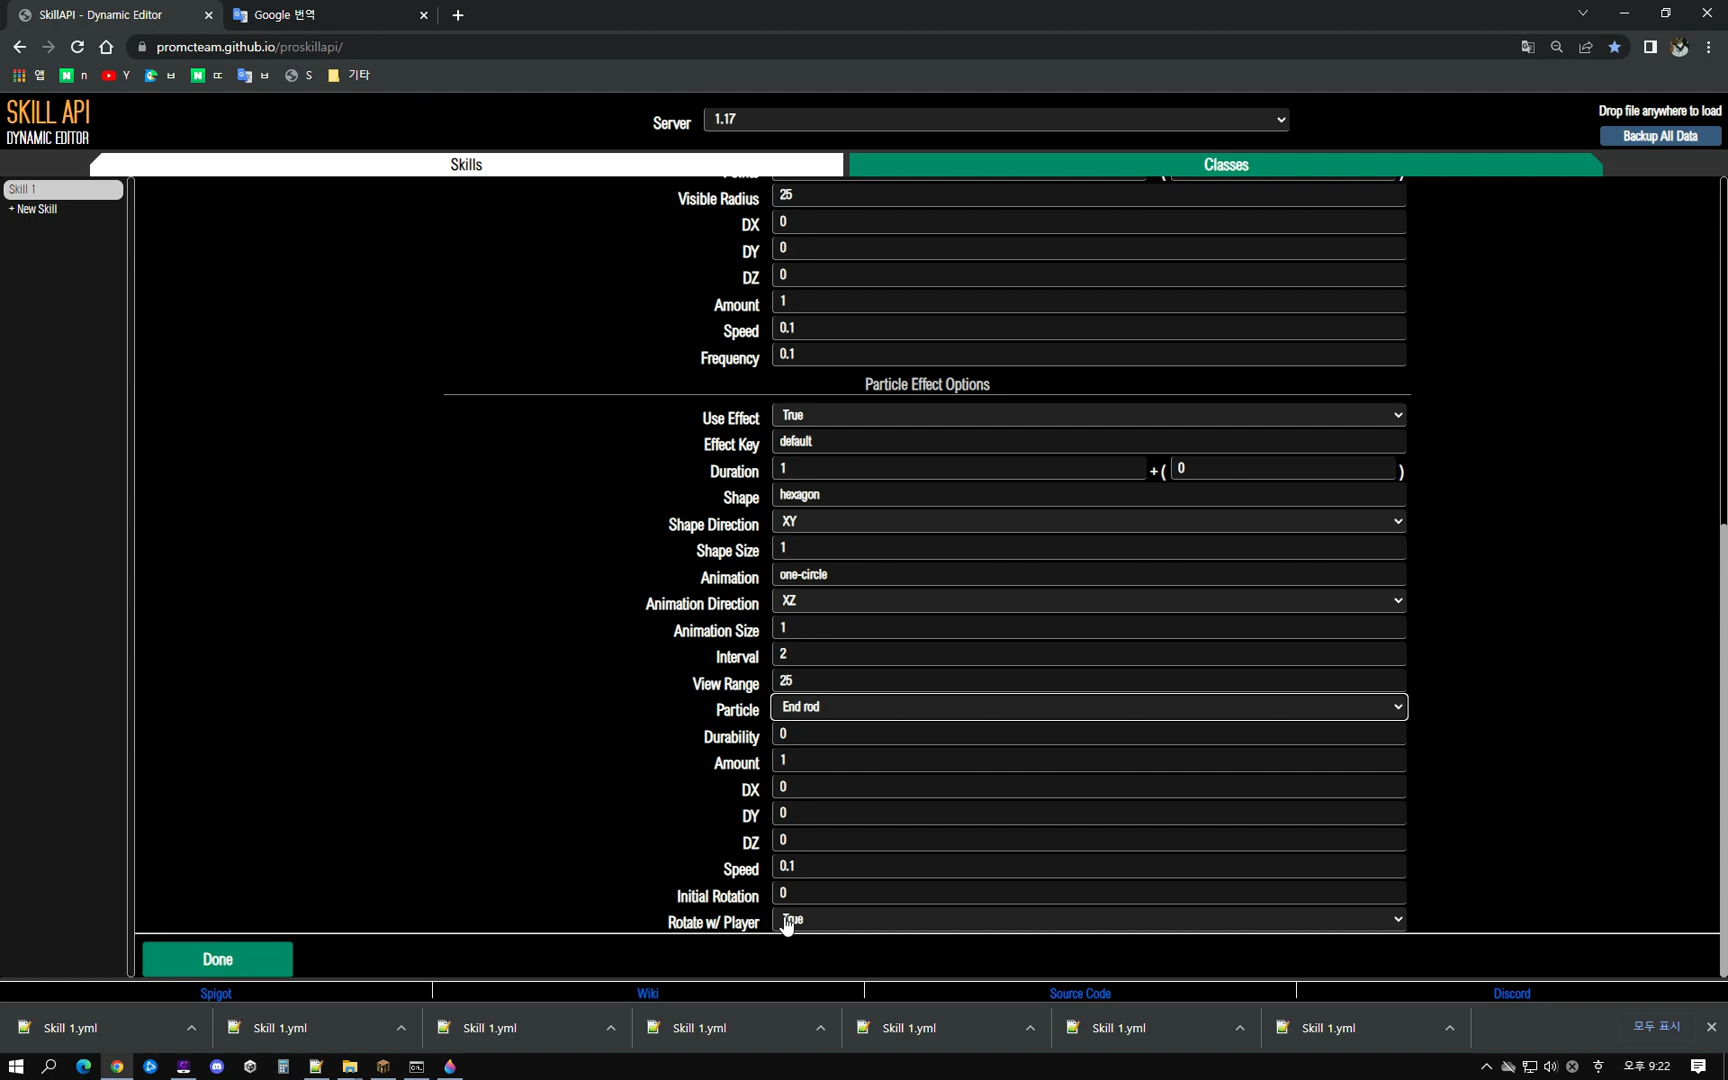 SkillAPI - Dynamic Editor
Google 번역
promcteam.github.io/proskillapi/
앱
n
Y
ㅂ
ㄸ
ㅂ
S
기타
SKILL API
DYNAMIC EDITOR
Server 1.17
Drop file anywhere to load
Backup All Data
Skills
Classes
Skill 1
+ New Skill
Visible Radius 25
DX 0
DY 0
DZ 0
Amount 1
Speed 0.1
Frequency 0.1
Particle Effect Options
Use Effect True
Effect Key default
Duration 1 +( 0 )
Shape hexagon
Shape Direction XY
Shape Size 1
Animation one-circle
Animation Direction XZ
Animation Size 1
Interval 2
View Range 25
Particle End rod
Durability 0
Amount 1
DX 0
DY 0
DZ 0
Speed 0.1
Initial Rotation 0
Rotate w/ Player True
Done
Spigot
Wiki
Source Code
Discord
Skill 1.yml
Skill 1.yml
Skill 1.yml
Skill 1.yml
Skill 1.yml
Skill 1.yml
Skill 1.yml
모두 표시
오후 9:22